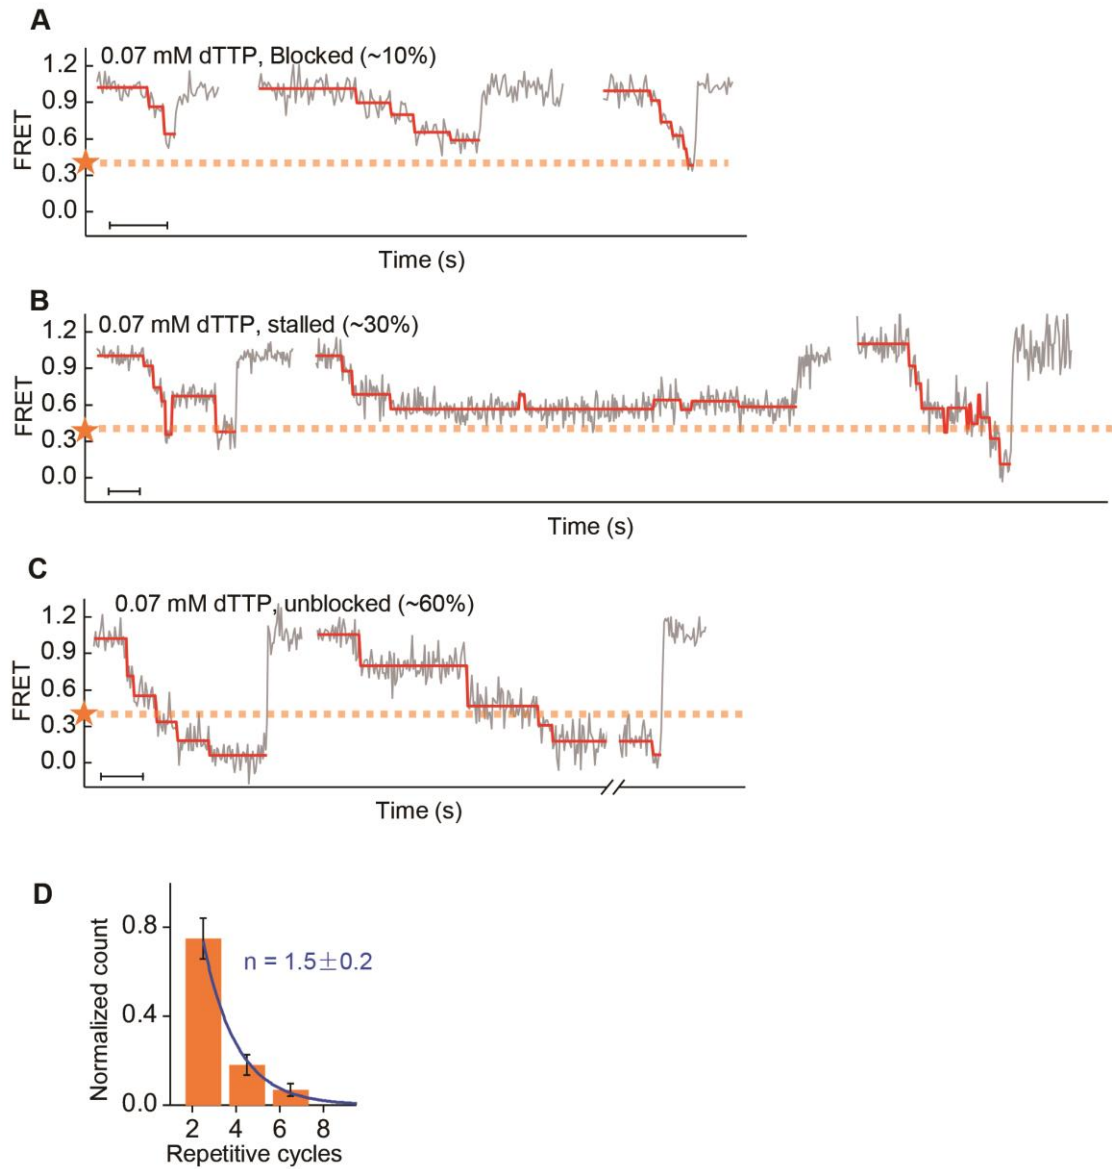 A
0.07 mM dTTP, Blocked (~10%)
1.2
0.9
0.6
0.3
0.0
FRET
Time (s)
B
0.07 mM dTTP, stalled (~30%)
1.2
0.9
0.6
0.3
0.0
FRET
Time (s)
C
0.07 mM dTTP, unblocked (~60%)
1.2
0.9
0.6
0.3
0.0
FRET
Time (s)
D
0.8
0.4
0.0
Normalized count
n = 1.5±0.2
2 4 6 8
Repetitive cycles